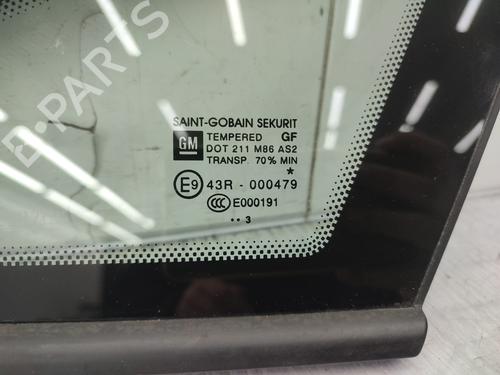 SAINT-GOBAIN SEKURIT
GM
TEMPERED GF
DOT 211 M86 AS2
TRANSP. 70% MIN
*
E9 43R - 000479
CCC E000191
•• 3
B-PARTS